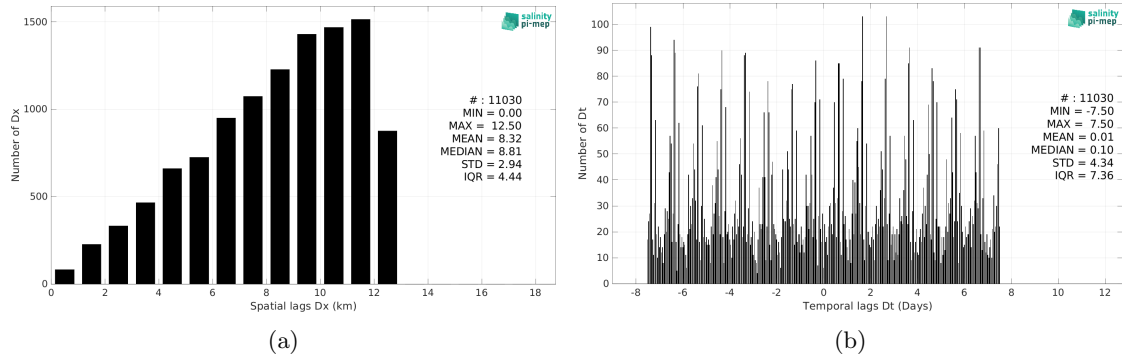 1500
1000
500
0
Number of Dx
0 2 4 6 8 10 12 14 16 18
Spatial lags Dx (km)
salinity
pi-mep
# : 11030
MIN = 0.00
MAX = 12.50
MEAN = 8.32
MEDIAN = 8.81
STD = 2.94
IQR = 4.44
(a)
100
90
80
70
60
50
40
30
20
10
0
Number of Dt
-8 -6 -4 -2 0 2 4 6 8 10 12
Temporal lags Dt (Days)
salinity
pi-mep
# : 11030
MIN = -7.50
MAX = 7.50
MEAN = 0.01
MEDIAN = 0.10
STD = 4.34
IQR = 7.36
(b)